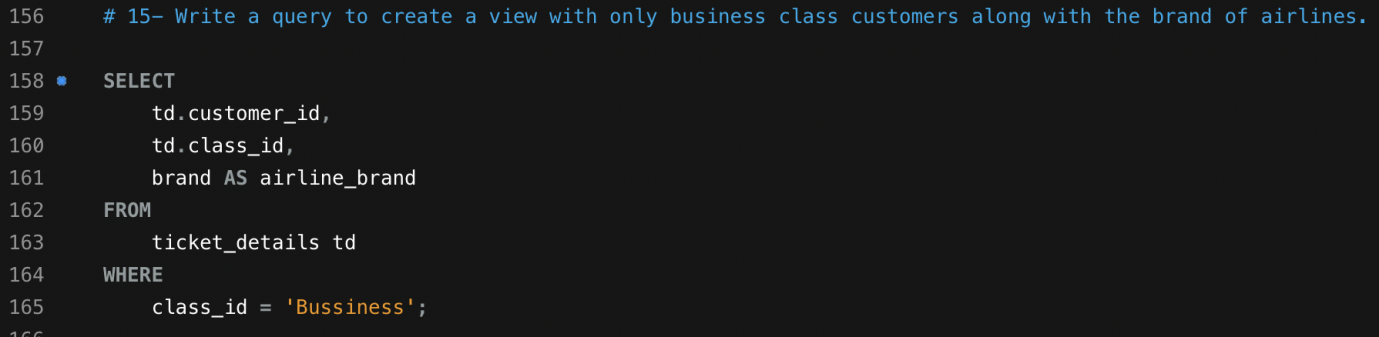 156 # 15– Write a query to create a view with only business class customers along with the brand of airlines.
157
158 SELECT
159 td.customer_id,
160 td.class_id,
161 brand AS airline_brand
162 FROM
163 ticket_details td
164 WHERE
165 class_id = 'Bussiness';
166